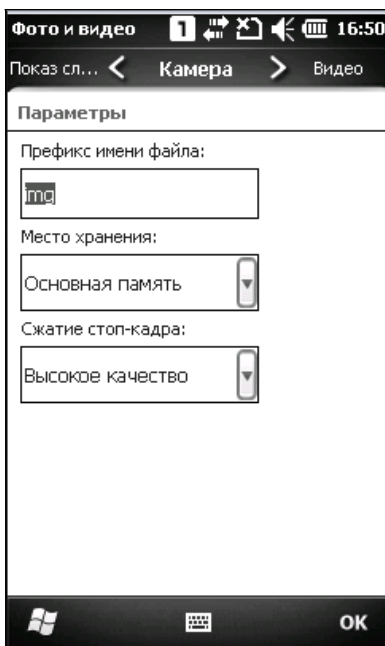 Фото и видео 1 16:50
Показ сл... Камера Видео
Параметры
Префикс имени файла:
img
Место хранения:
Основная память
Сжатие стоп-кадра:
Высокое качество
OK